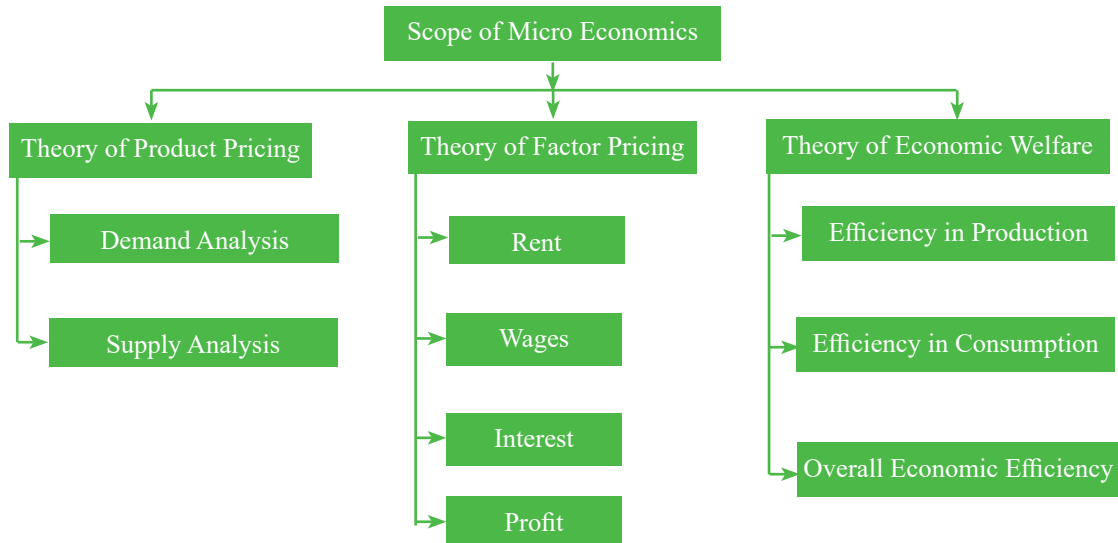 Scope of Micro Economics
Theory of Product Pricing
Demand Analysis
Supply Analysis
Theory of Factor Pricing
Rent
Wages
Interest
Profit
Theory of Economic Welfare
Efficiency in Production
Efficiency in Consumption
Overall Economic Efficiency